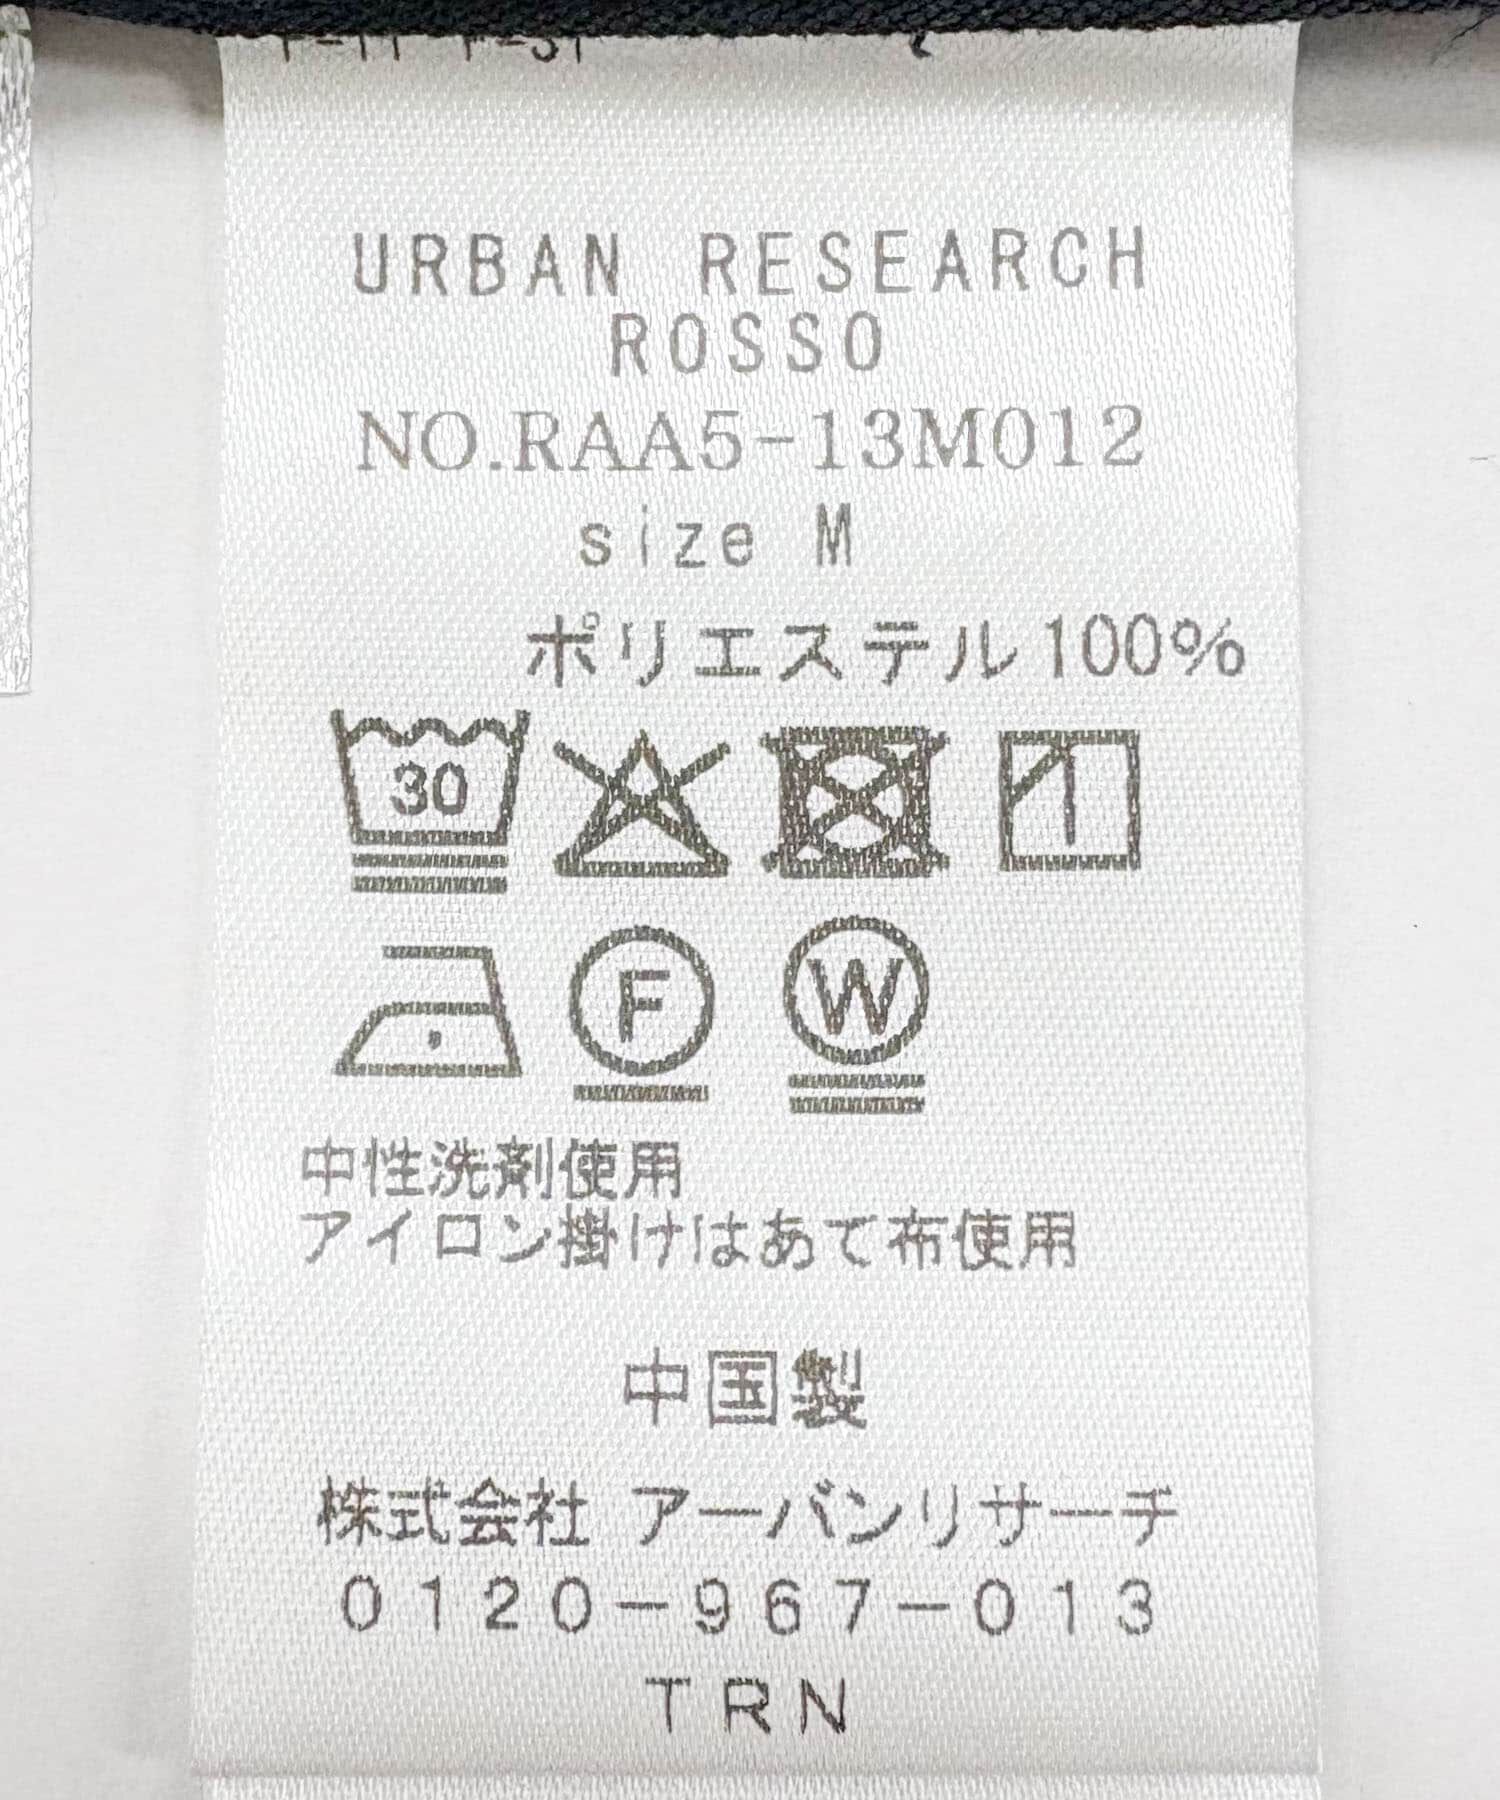 URBAN RESEARCH
ROSSO
NO.RAA5-13M012
size M
ポリエステル100%
30
F
W
中性洗剤使用
アイロン掛けはあて布使用
中国製
株式会社 アーバンリサーチ
0120-967-013
TRN